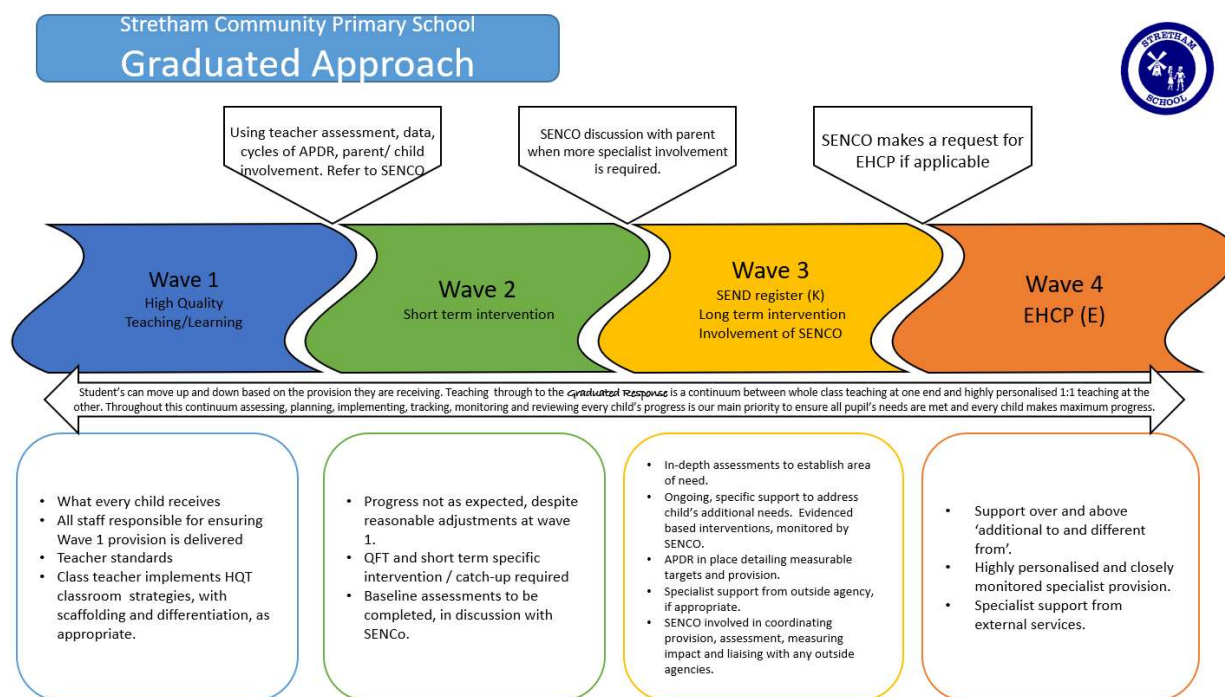 Stretham Community Primary School
Graduated Approach
STRETHAM
SCHOOL
Using teacher assessment, data,
cycles of APDR, parent/ child
involvement. Refer to SENCO
SENCO discussion with parent
when more specialist involvement
is required.
SENCO makes a request for
EHCP if applicable
Wave 1
High Quality
Teaching/Learning
Wave 2
Short term intervention
Wave 3
SEND register (K)
Long term intervention
Involvement of SENCO
Wave 4
EHCP (E)
Student's can move up and down based on the provision they are receiving. Teaching through to the Graduated Response is a continuum between whole class teaching at one end and highly personalised 1:1 teaching at the
other. Throughout this continuum assessing, planning, implementing, tracking, monitoring and reviewing every child's progress is our main priority to ensure all pupil's needs are met and every child makes maximum progress.
• What every child receives
• All staff responsible for ensuring
Wave 1 provision is delivered
• Teacher standards
• Class teacher implements HQT
classroom strategies, with
scaffolding and differentiation, as
appropriate.
• Progress not as expected, despite
reasonable adjustments at wave
1.
• QFT and short term specific
intervention / catch-up required
• Baseline assessments to be
completed, in discussion with
SENCo.
• In-depth assessments to establish area
of need.
• Ongoing, specific support to address
child's additional needs. Evidenced
based interventions, monitored by
SENCO.
• APDR in place detailing measurable
targets and provision.
• Specialist support from outside agency,
if appropriate.
• SENCO involved in coordinating
provision, assessment, measuring
impact and liaising with any outside
agencies.
• Support over and above
'additional to and different
from'.
• Highly personalised and closely
monitored specialist provision.
• Specialist support from
external services.